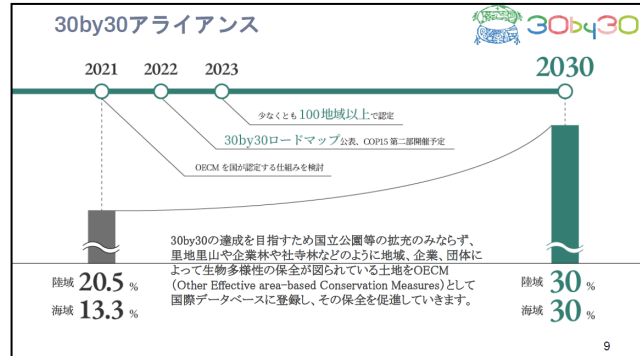 30by30アライアンス
30by30
2021
2022
2023
2030
少なくとも100地域以上で認定
30by30ロードマップ公表、COP15第二部開催予定
OECMを国が認定する仕組みを検討
30by30の達成を目指すため国立公園等の拡充のみならず、
里地里山や企業林や社寺林などのように地域、企業、団体に
よって生物多様性の保全が図られている土地をOECM
（Other Effective area-based Conservation Measures）として
国際データベースに登録し、その保全を促進していきます。
陸域 20.5 %
海域 13.3 %
陸域 30 %
海域 30 %
9